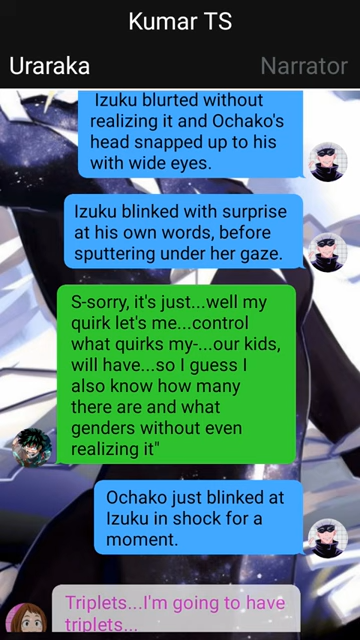 Kumar TS
Uraraka Narrator
Izuku blurted without
realizing it and Ochako's
head snapped up to his
with wide eyes.
Izuku blinked with surprise
at his own words, before
sputtering under her gaze.
S-sorry, it's just...well my
quirk let's me...control
what quirks my-...our kids,
will have...so I guess I
also know how many
there are and what
genders without even
realizing it"
Ochako just blinked at
Izuku in shock for a
moment.
Triplets...I'm going to have
triplets...